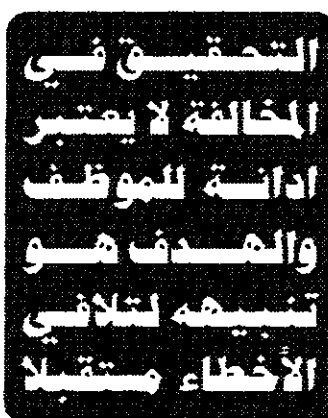 التحقيق في
المخالفة لا يعتبر
ادانة للموظف
والهدف هو
تنبيهه لتلافي
الأخطاء مستقبلا